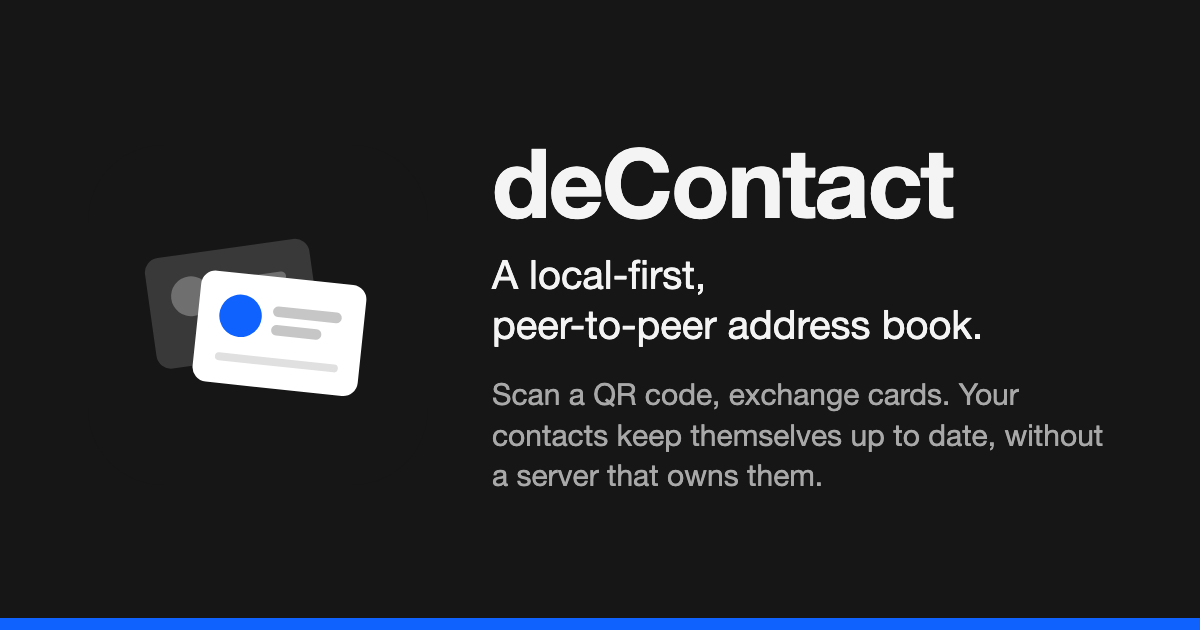 deContact
A local-first,
peer-to-peer address book.
Scan a QR code, exchange cards. Your
contacts keep themselves up to date, without
a server that owns them.